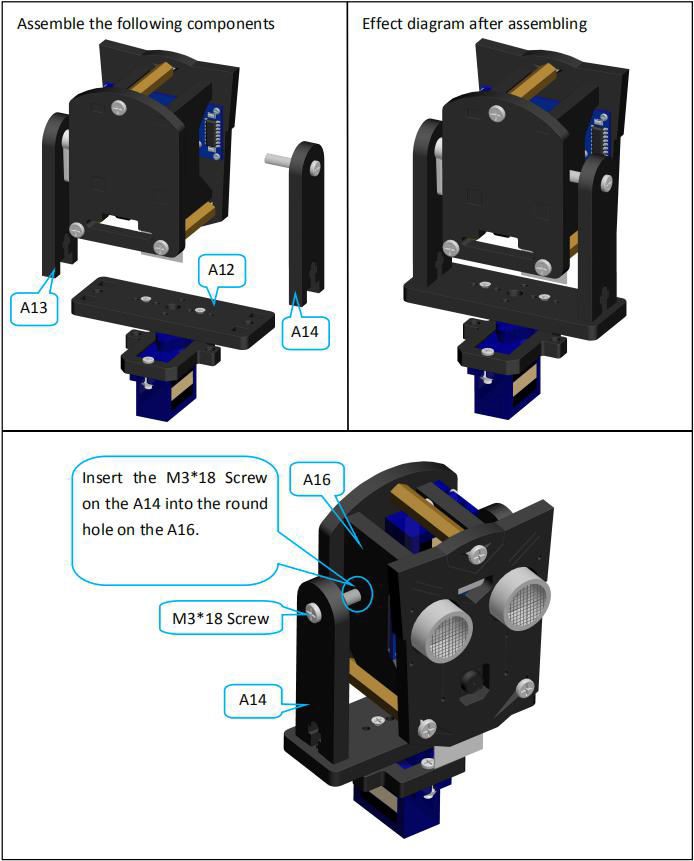 Assemble the following components
Effect diagram after assembling
A12
A13
A14
Insert the M3*18 Screw
on the A14 into the round
hole on the A16.
A16
M3*18 Screw
A14